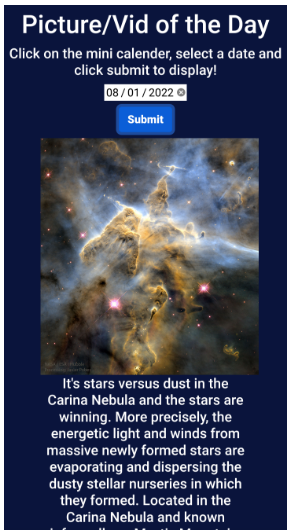 Picture/Vid of the Day
Click on the mini calender, select a date and
click submit to display!
08/01/2022
Submit
It's stars versus dust in the
Carina Nebula and the stars are
winning. More precisely, the
energetic light and winds from
massive newly formed stars are
evaporating and dispersing the
dusty stellar nurseries in which
they formed. Located in the
Carina Nebula and known